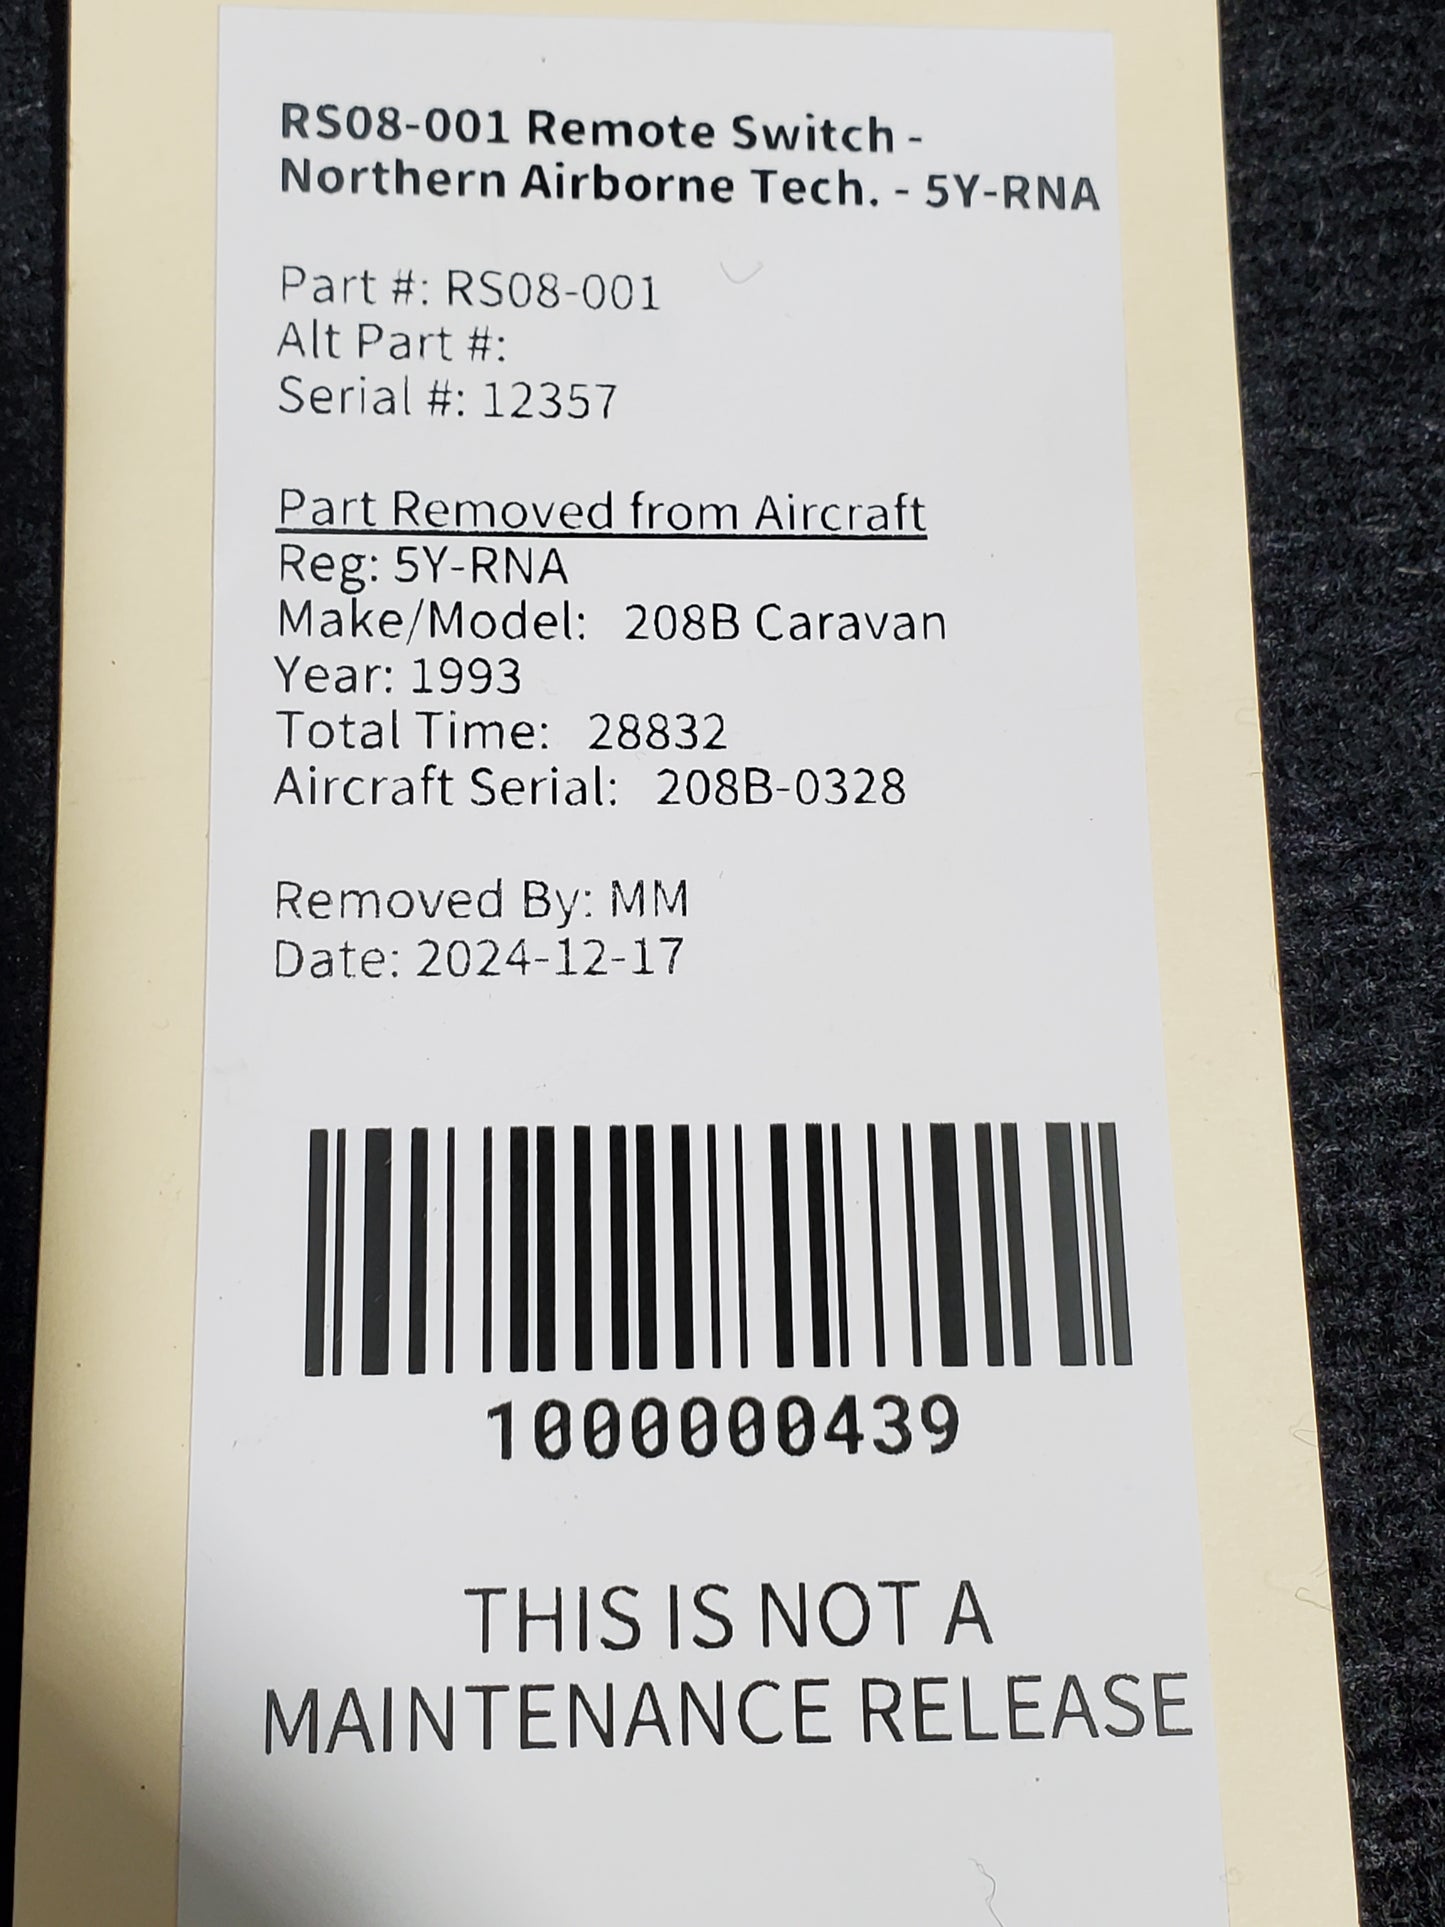 RS08-001 Remote Switch -
Northern Airborne Tech. - 5Y-RNA
Part #: RS08-001
Alt Part #:
Serial #: 12357
Part Removed from Aircraft
Reg: 5Y-RNA
Make/Model: 208B Caravan
Year: 1993
Total Time: 28832
Aircraft Serial: 208B-0328
Removed By: MM
Date: 2024-12-17
1000000439
THIS IS NOT A
MAINTENANCE RELEASE